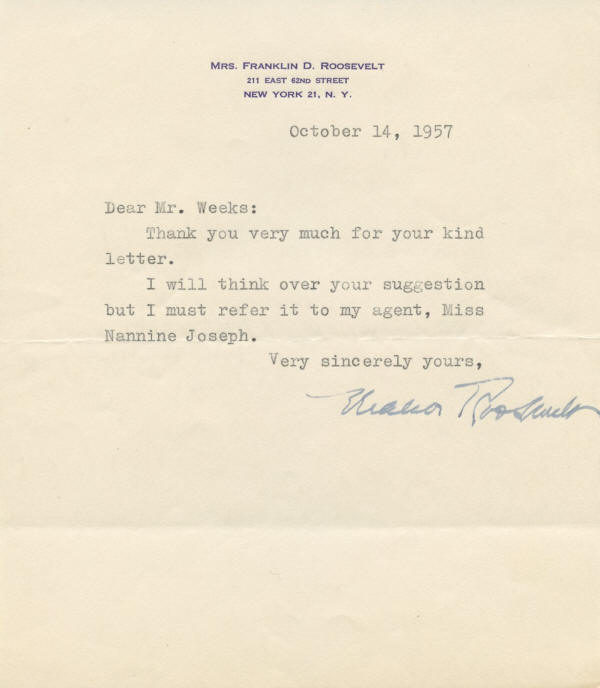 MRS. FRANKLIN D. ROOSEVELT
211 EAST 62ND STREET
NEW YORK 21, N. Y.
October 14, 1957
Dear Mr. Weeks:
Thank you very much for your kind
letter.
I will think over your suggestion
but I must refer it to my agent, Miss
Nannine Joseph.
Very sincerely yours,
Eleanor Roosevelt